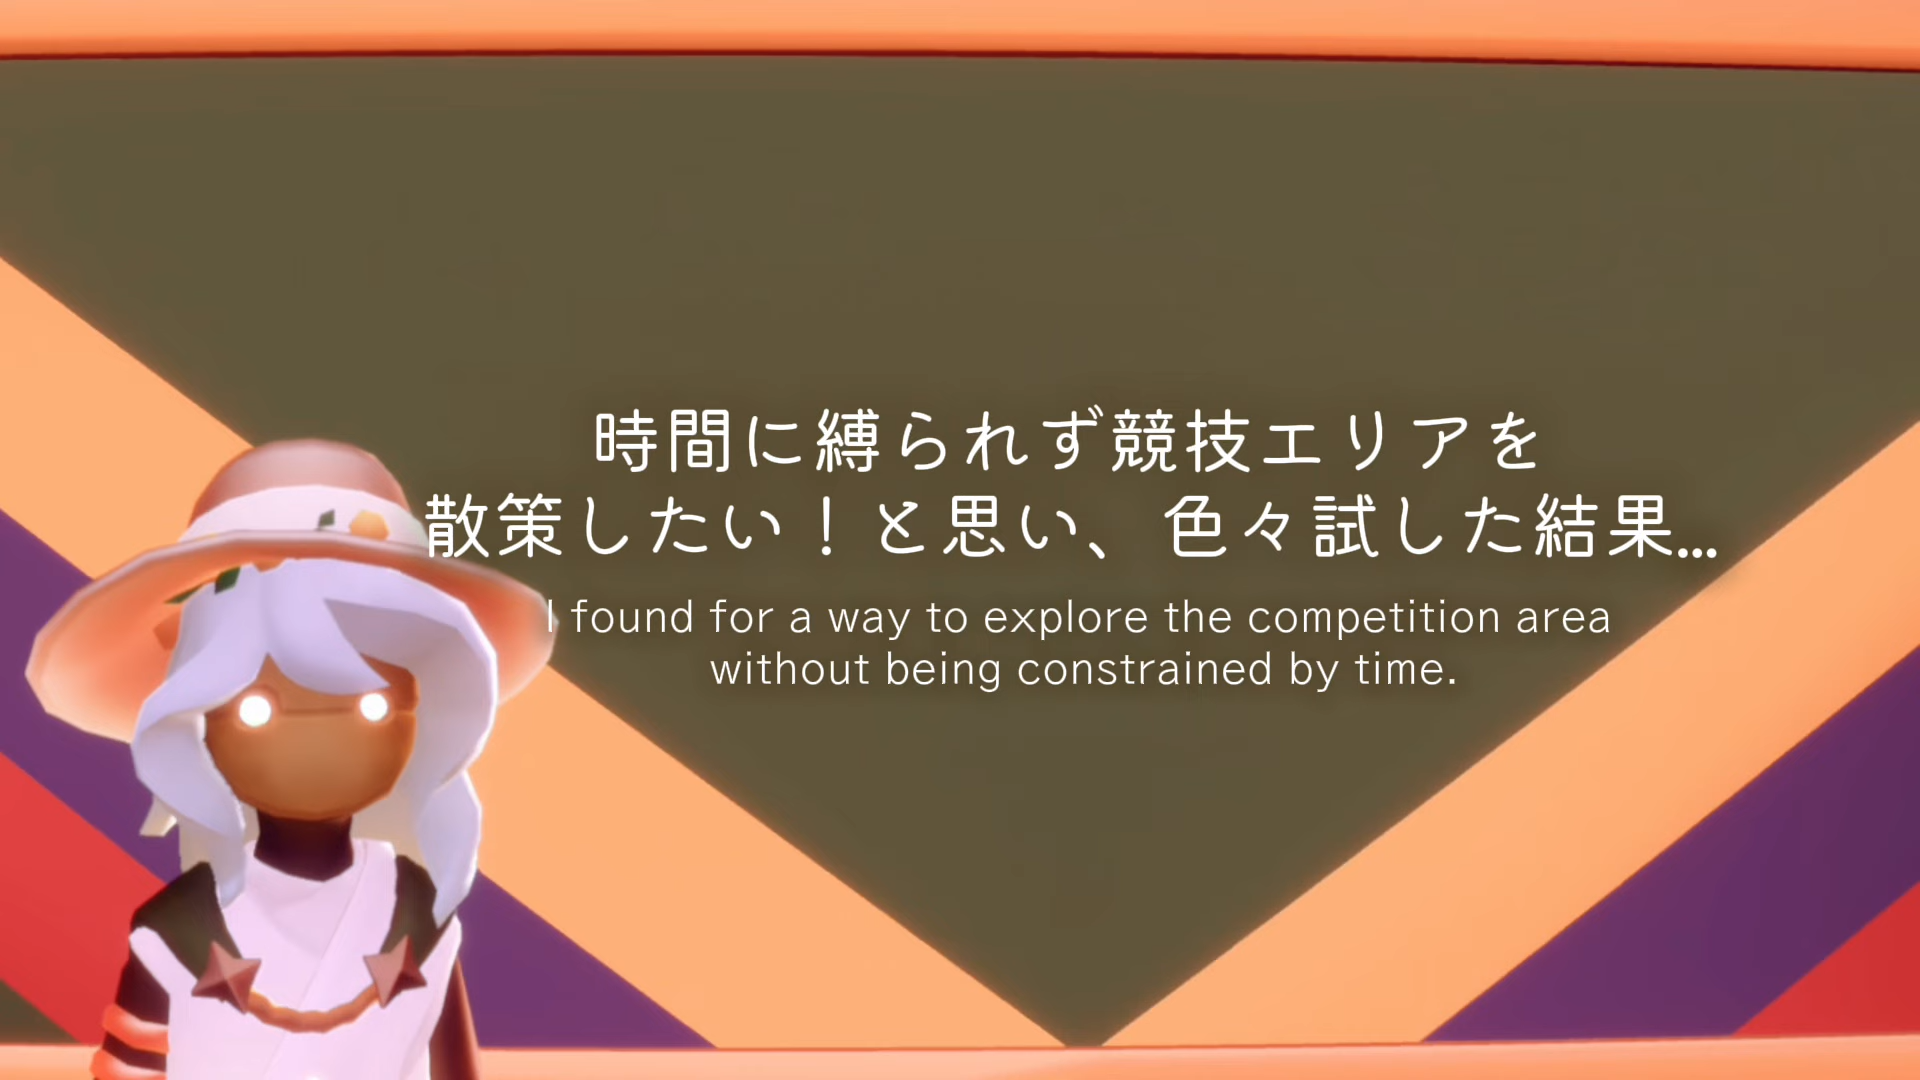 時間に縛られず競技エリアを
散策したい！と思い、色々試した結果...
I found for a way to explore the competition area
without being constrained by time.